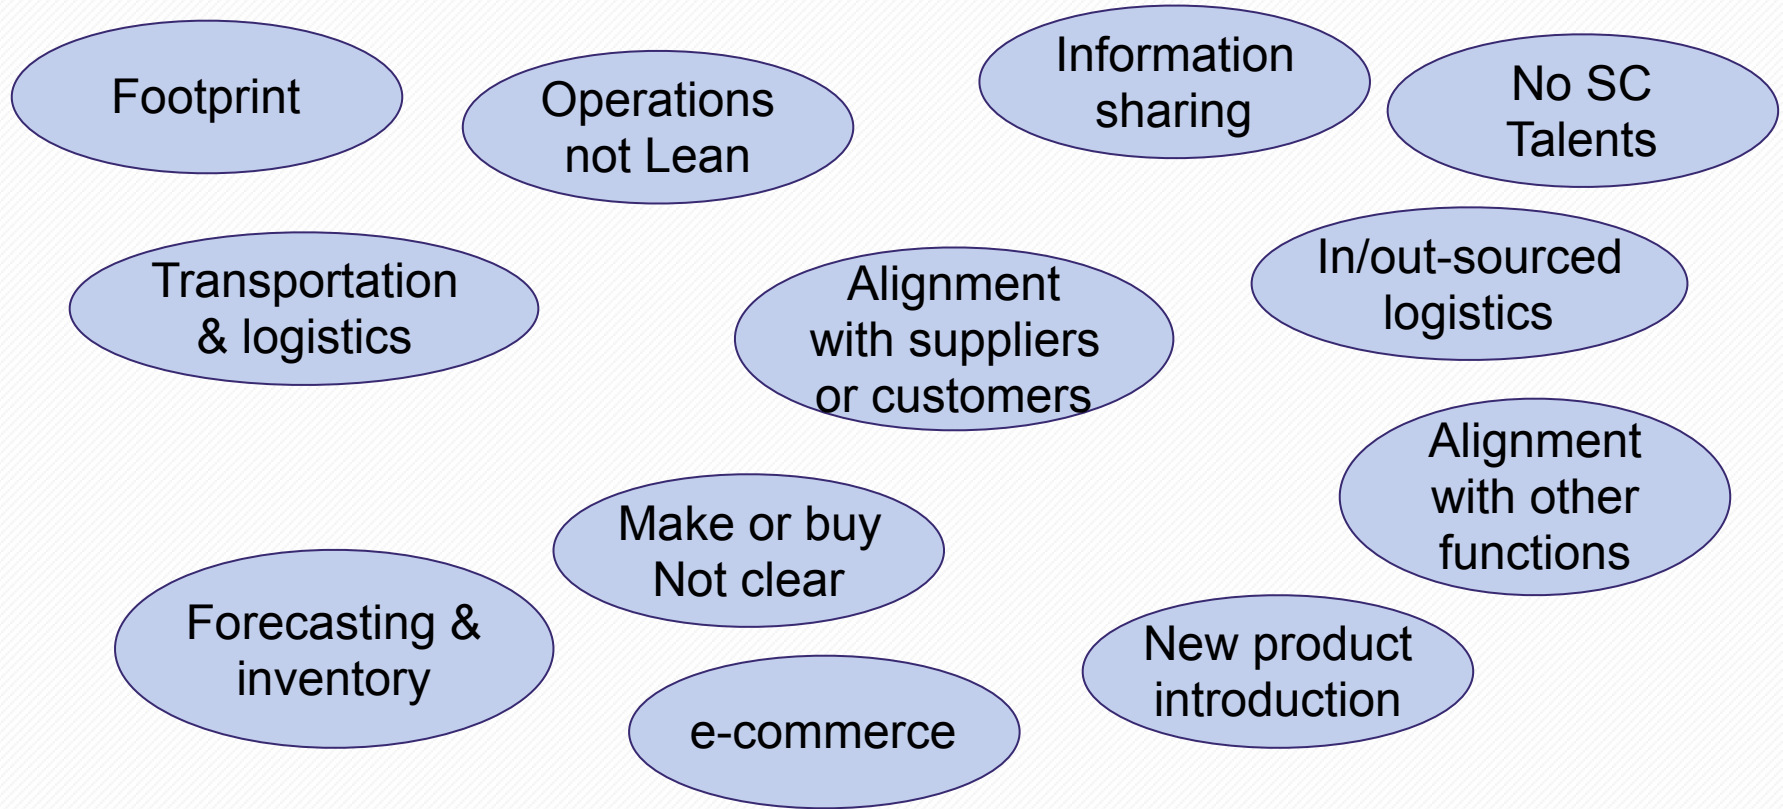 Footprint
Operations
not Lean
Information
sharing
No SC
Talents
Transportation
& logistics
Alignment
with suppliers
or customers
In/out-sourced
logistics
Alignment
with other
functions
Make or buy
Not clear
Forecasting &
inventory
New product
introduction
e-commerce